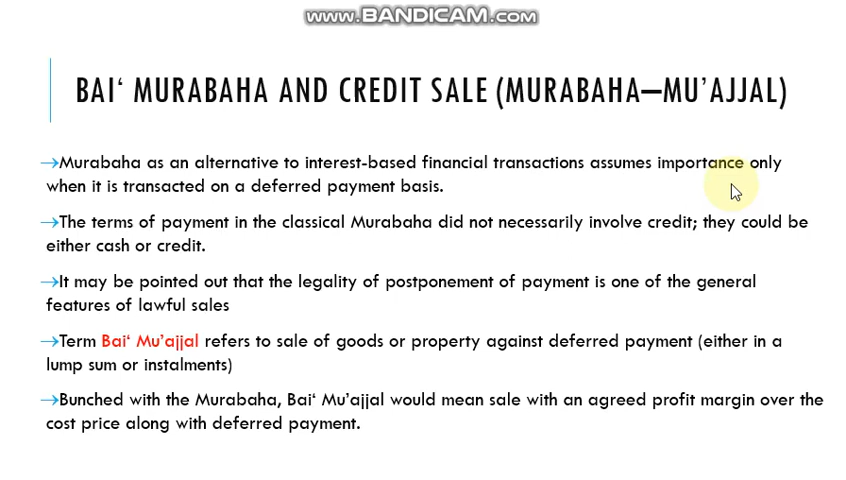 www.BANDICAM.com
BAI‘ MURABAHA AND CREDIT SALE (MURABAHA–MU’AJJAL)
→Murabaha as an alternative to interest-based financial transactions assumes importance only
when it is transacted on a deferred payment basis.
→The terms of payment in the classical Murabaha did not necessarily involve credit; they could be
either cash or credit.
→It may be pointed out that the legality of postponement of payment is one of the general
features of lawful sales
→Term Bai‘ Mu’ajjal refers to sale of goods or property against deferred payment (either in a
lump sum or instalments)
→Bunched with the Murabaha, Bai‘ Mu’ajjal would mean sale with an agreed profit margin over the
cost price along with deferred payment.